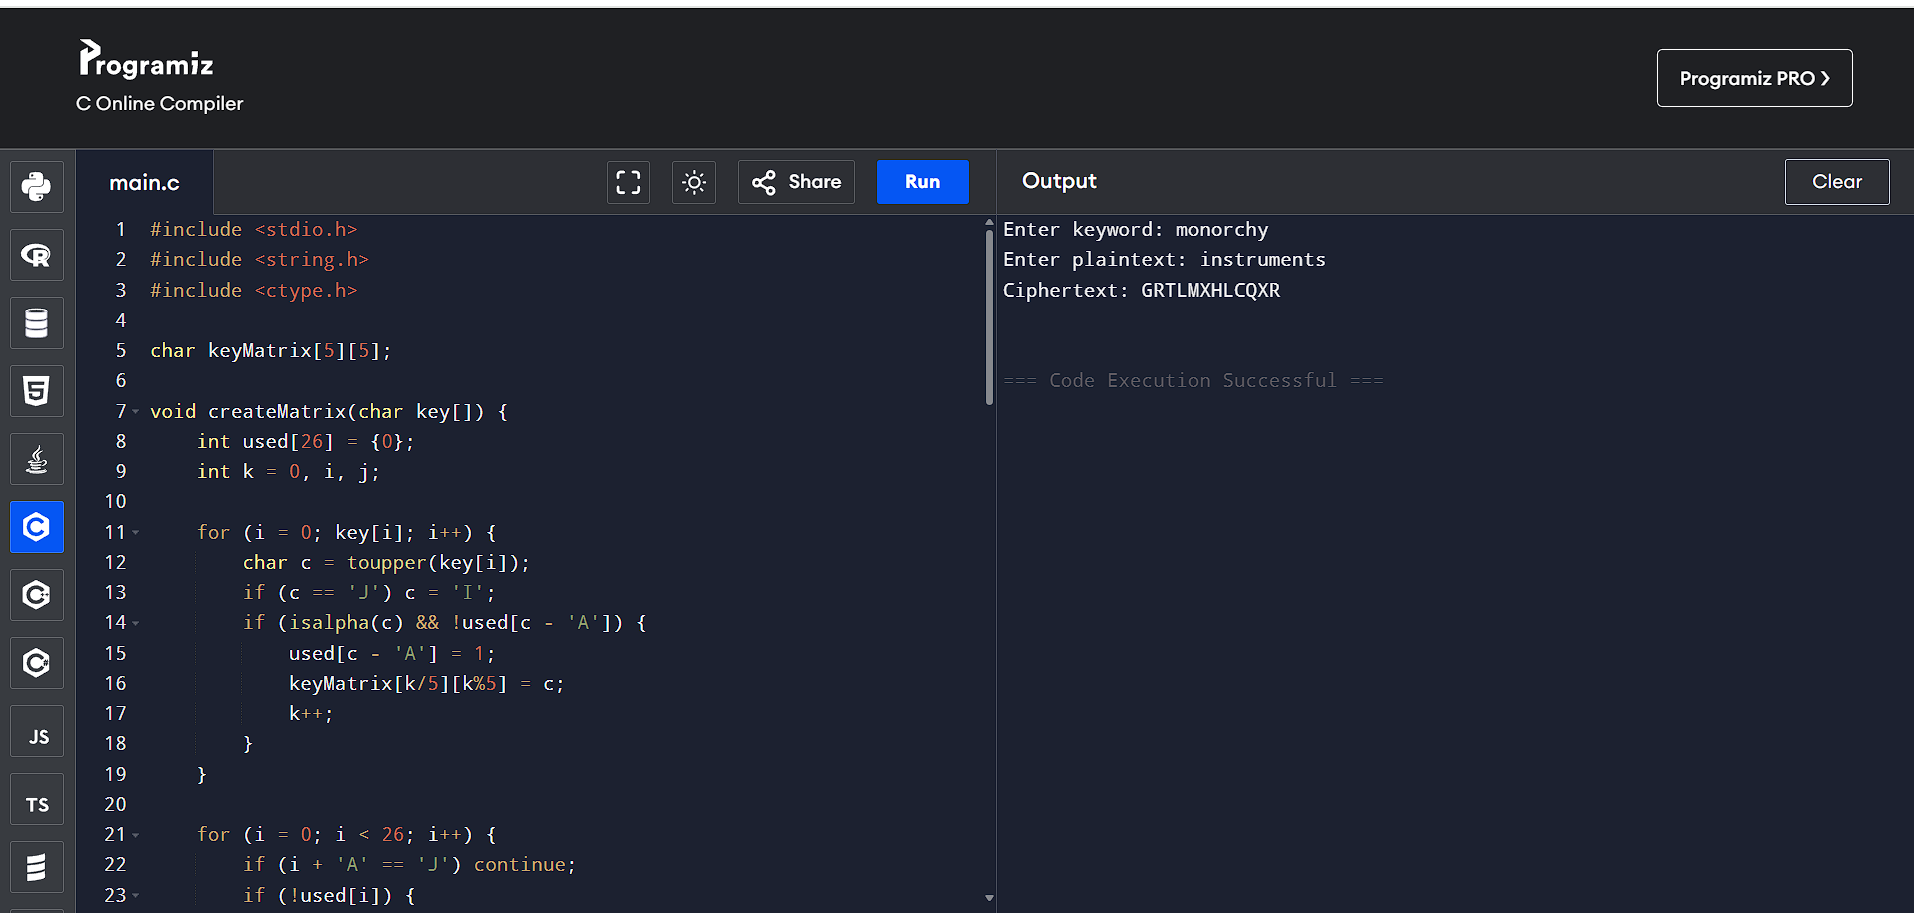 Programiz
C Online Compiler
Programiz PRO ❯
main.c
Share
Run
Output
Clear
1 #include <stdio.h>
2 #include <string.h>
3 #include <ctype.h>
4
5 char keyMatrix[5][5];
6
7 void createMatrix(char key[]) {
8     int used[26] = {0};
9     int k = 0, i, j;
10
11     for (i = 0; key[i]; i++) {
12         char c = toupper(key[i]);
13         if (c == 'J') c = 'I';
14         if (isalpha(c) && !used[c - 'A']) {
15             used[c - 'A'] = 1;
16             keyMatrix[k/5][k%5] = c;
17             k++;
18         }
19     }
20
21     for (i = 0; i < 26; i++) {
22         if (i + 'A' == 'J') continue;
23         if (!used[i]) {
Enter keyword: monorchy
Enter plaintext: instruments
Ciphertext: GRTLMXHLCQXR
=== Code Execution Successful ===
R
5
C
C++
C#
JS
TS